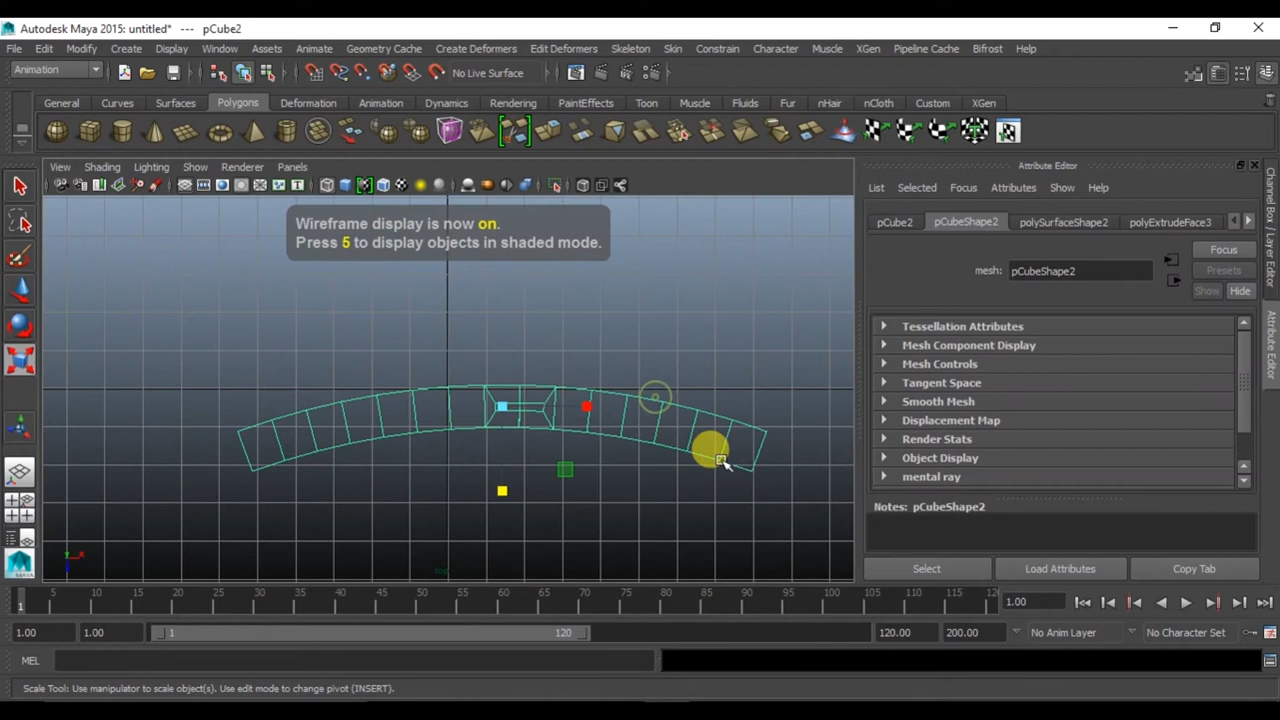 Autodesk Maya 2015: untitled*   ---   pCube2
File Edit Modify Create Display Window Assets Animate Geometry Cache Create Deformers Edit Deformers Skeleton Skin Constrain Character Muscle XGen Pipeline Cache Bifrost Help
Animation No Live Surface
General Curves Surfaces Polygons Deformation Animation Dynamics Rendering PaintEffects Toon Muscle Fluids Fur nHair nCloth Custom XGen
View Shading Lighting Show Renderer Panels
Wireframe display is now on.
Press 5 to display objects in shaded mode.
top
Attribute Editor
List Selected Focus Attributes Show Help
pCube2 pCubeShape2 polySurfaceShape2 polyExtrudeFace3
Focus
mesh: pCubeShape2
Presets
Show Hide
Tessellation Attributes
Mesh Component Display
Mesh Controls
Tangent Space
Smooth Mesh
Displacement Map
Render Stats
Object Display
mental ray
Notes: pCubeShape2
Select Load Attributes Copy Tab
Channel Box / Layer Editor
Attribute Editor
5 10 15 20 25 30 35 40 45 50 55 60 65 70 75 80 85 90 95 100 105 110 115 12
1 1.00
1.00 1.00 1 120 120.00 200.00 No Anim Layer No Character Set
MEL
Scale Tool: Use manipulator to scale object(s). Use edit mode to change pivot (INSERT).